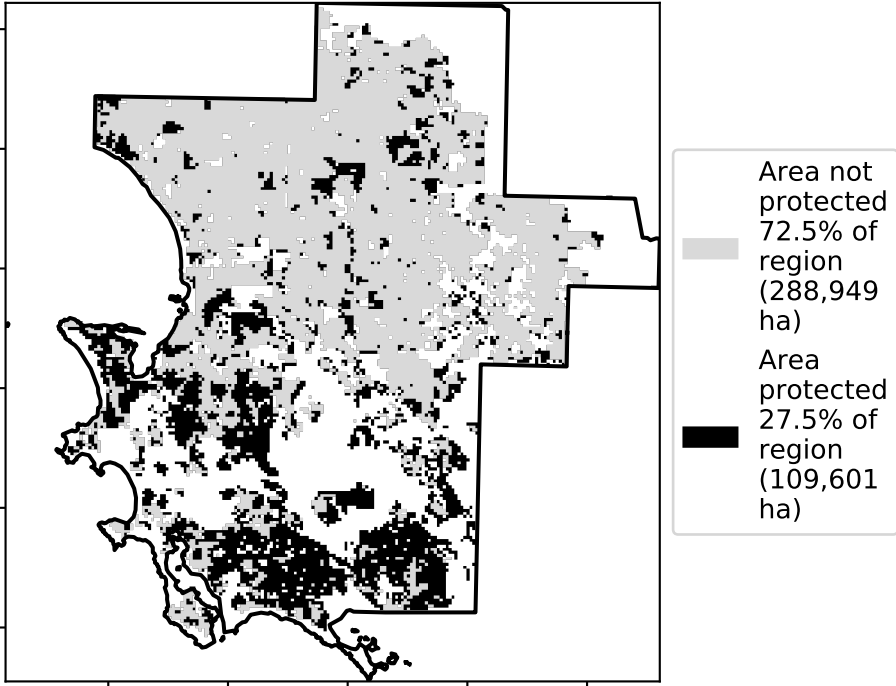 Area not
protected
72.5% of
region
(288,949
ha)
Area
protected
27.5% of
region
(109,601
ha)